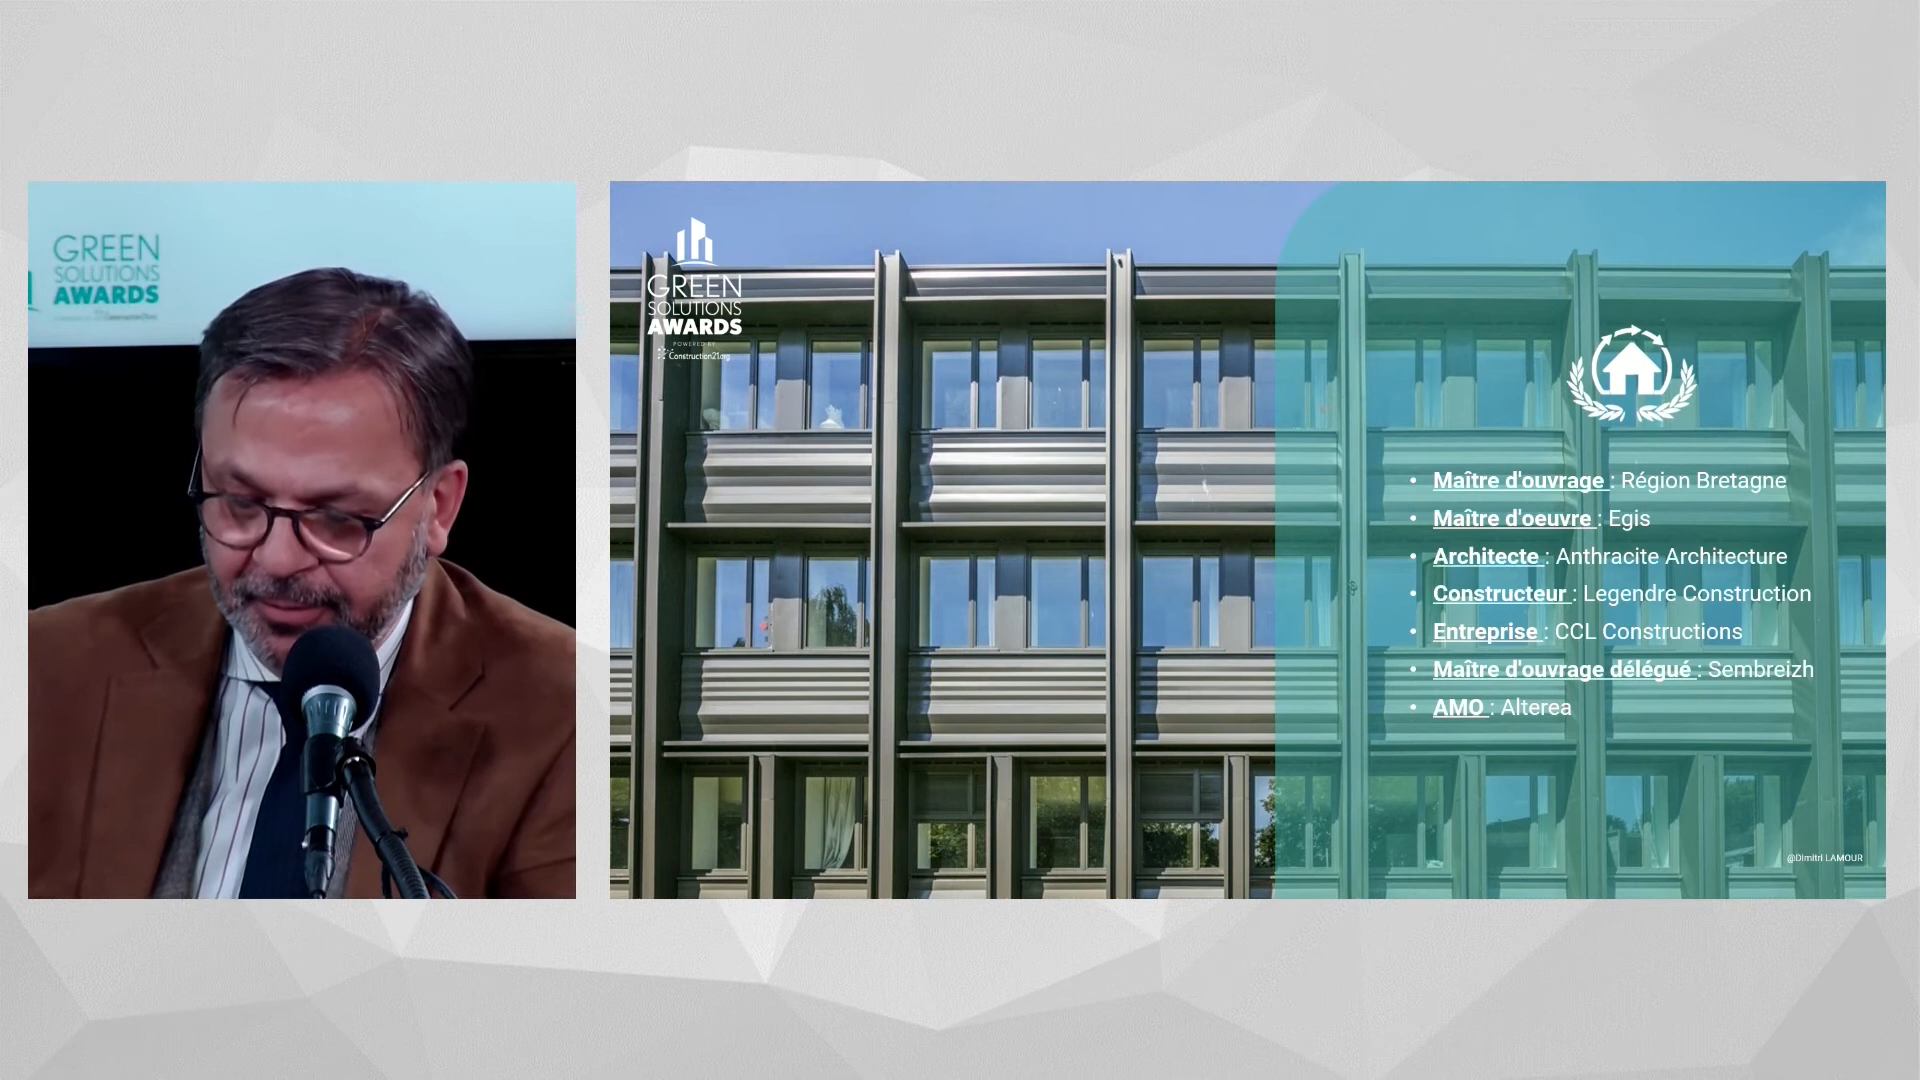 GREEN
SOLUTIONS
AWARDS
GREEN
SOLUTIONS
AWARDS
POWERED BY
Construction21.org
• Maître d'ouvrage : Région Bretagne
• Maître d'oeuvre : Egis
• Architecte : Anthracite Architecture
• Constructeur : Legendre Construction
• Entreprise : CCL Constructions
• Maître d'ouvrage délégué : Sembreizh
• AMO : Alterea
@Dimitri LAMOUR